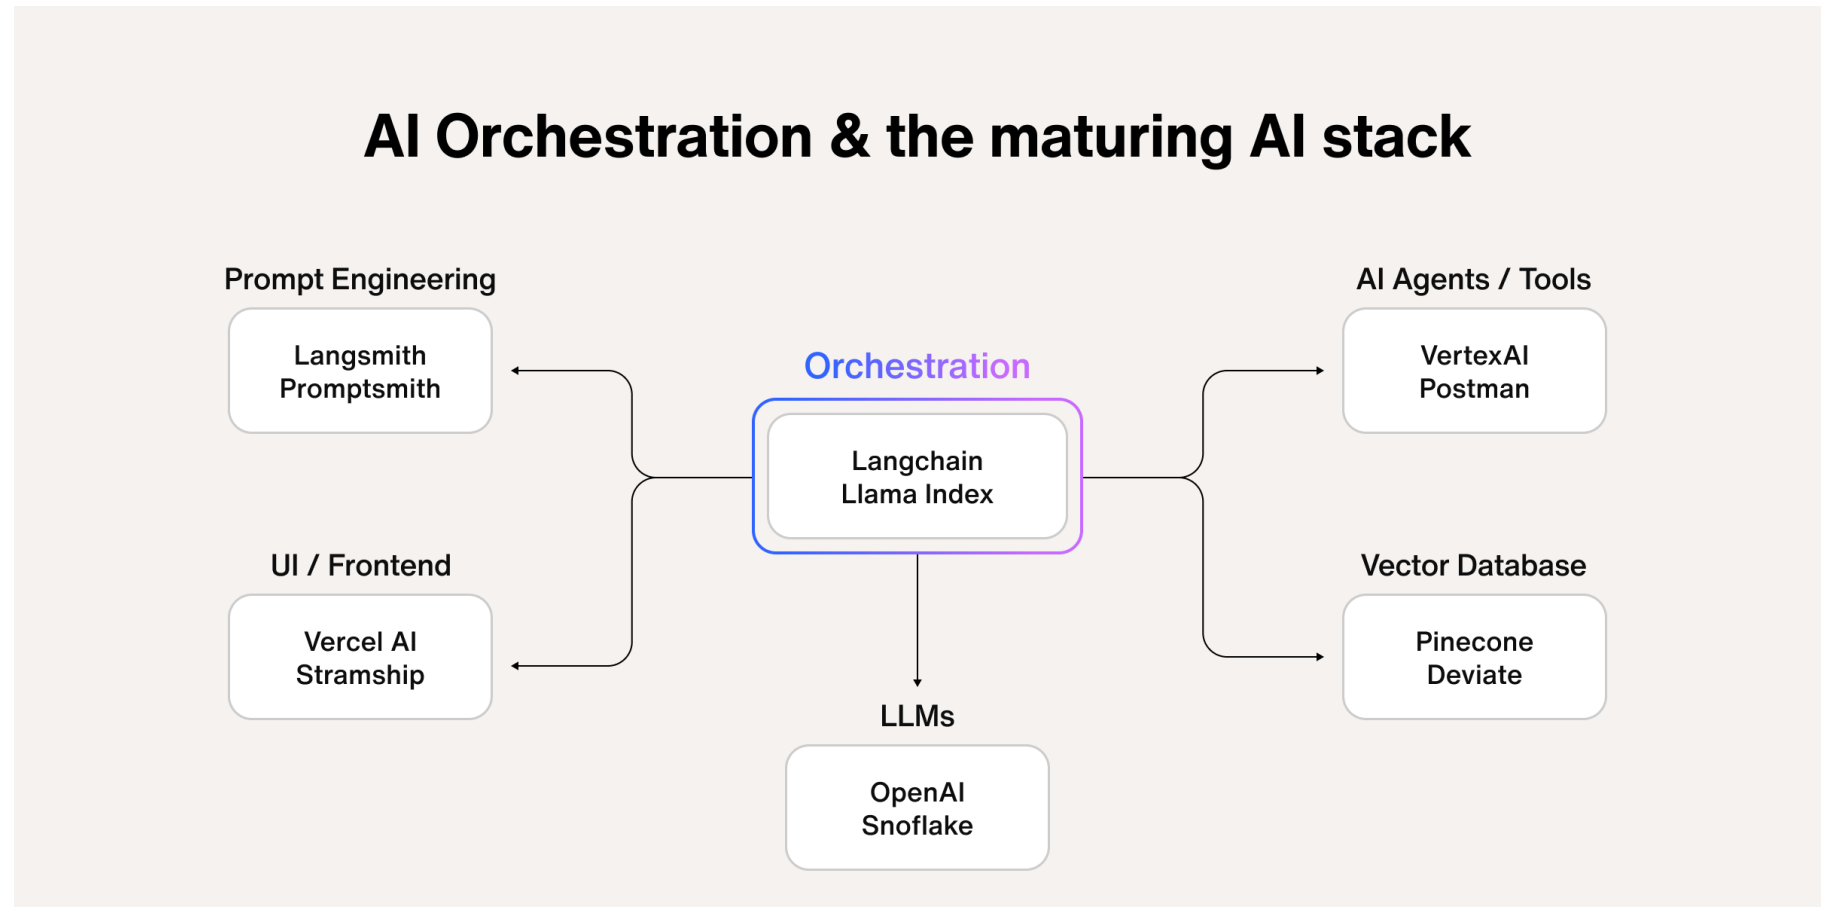 AI Orchestration & the maturing AI stack
Prompt Engineering
Langsmith
Promptsmith
UI / Frontend
Vercel AI
Stramship
Orchestration
Langchain
Llama Index
LLMs
OpenAI
Snoflake
AI Agents / Tools
VertexAI
Postman
Vector Database
Pinecone
Deviate